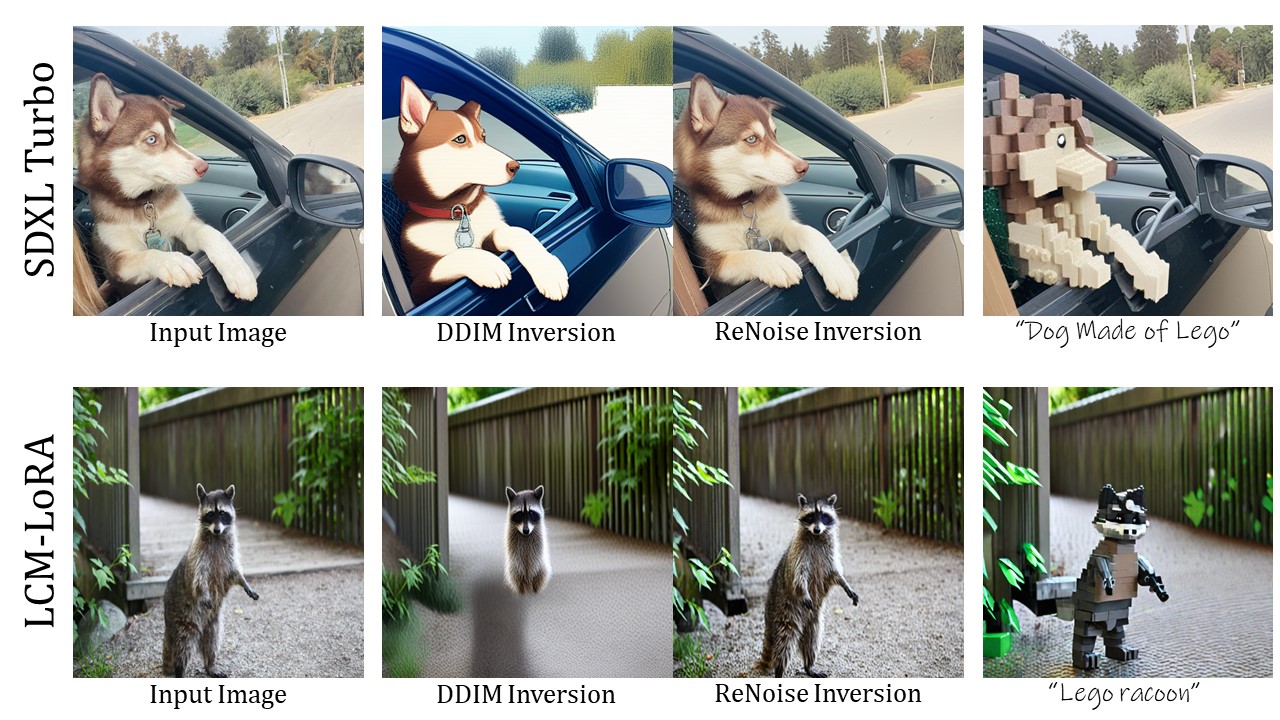 SDXL Turbo
Input Image
DDIM Inversion
ReNoise Inversion
“Dog Made of Lego”
LCM-LoRA
Input Image
DDIM Inversion
ReNoise Inversion
“Lego racoon”